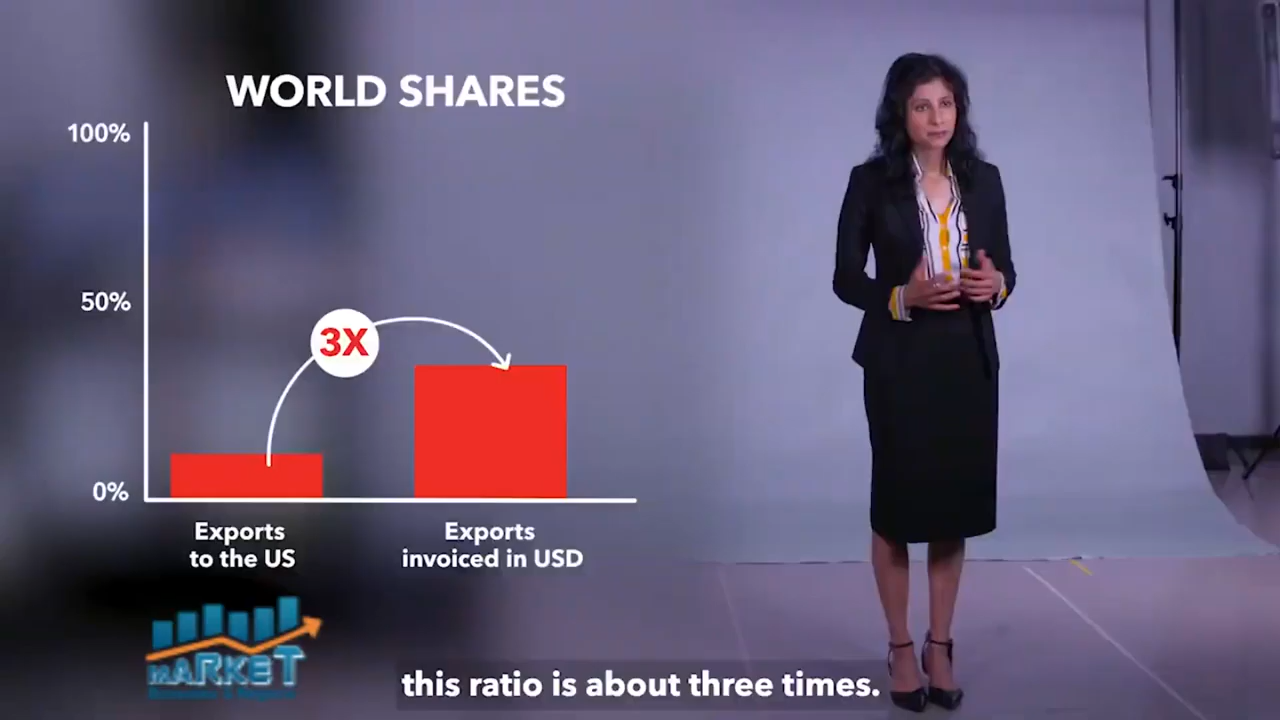 WORLD SHARES
100%
50%
0%
3X
Exports
to the US
Exports
invoiced in USD
MARKET
this ratio is about three times.